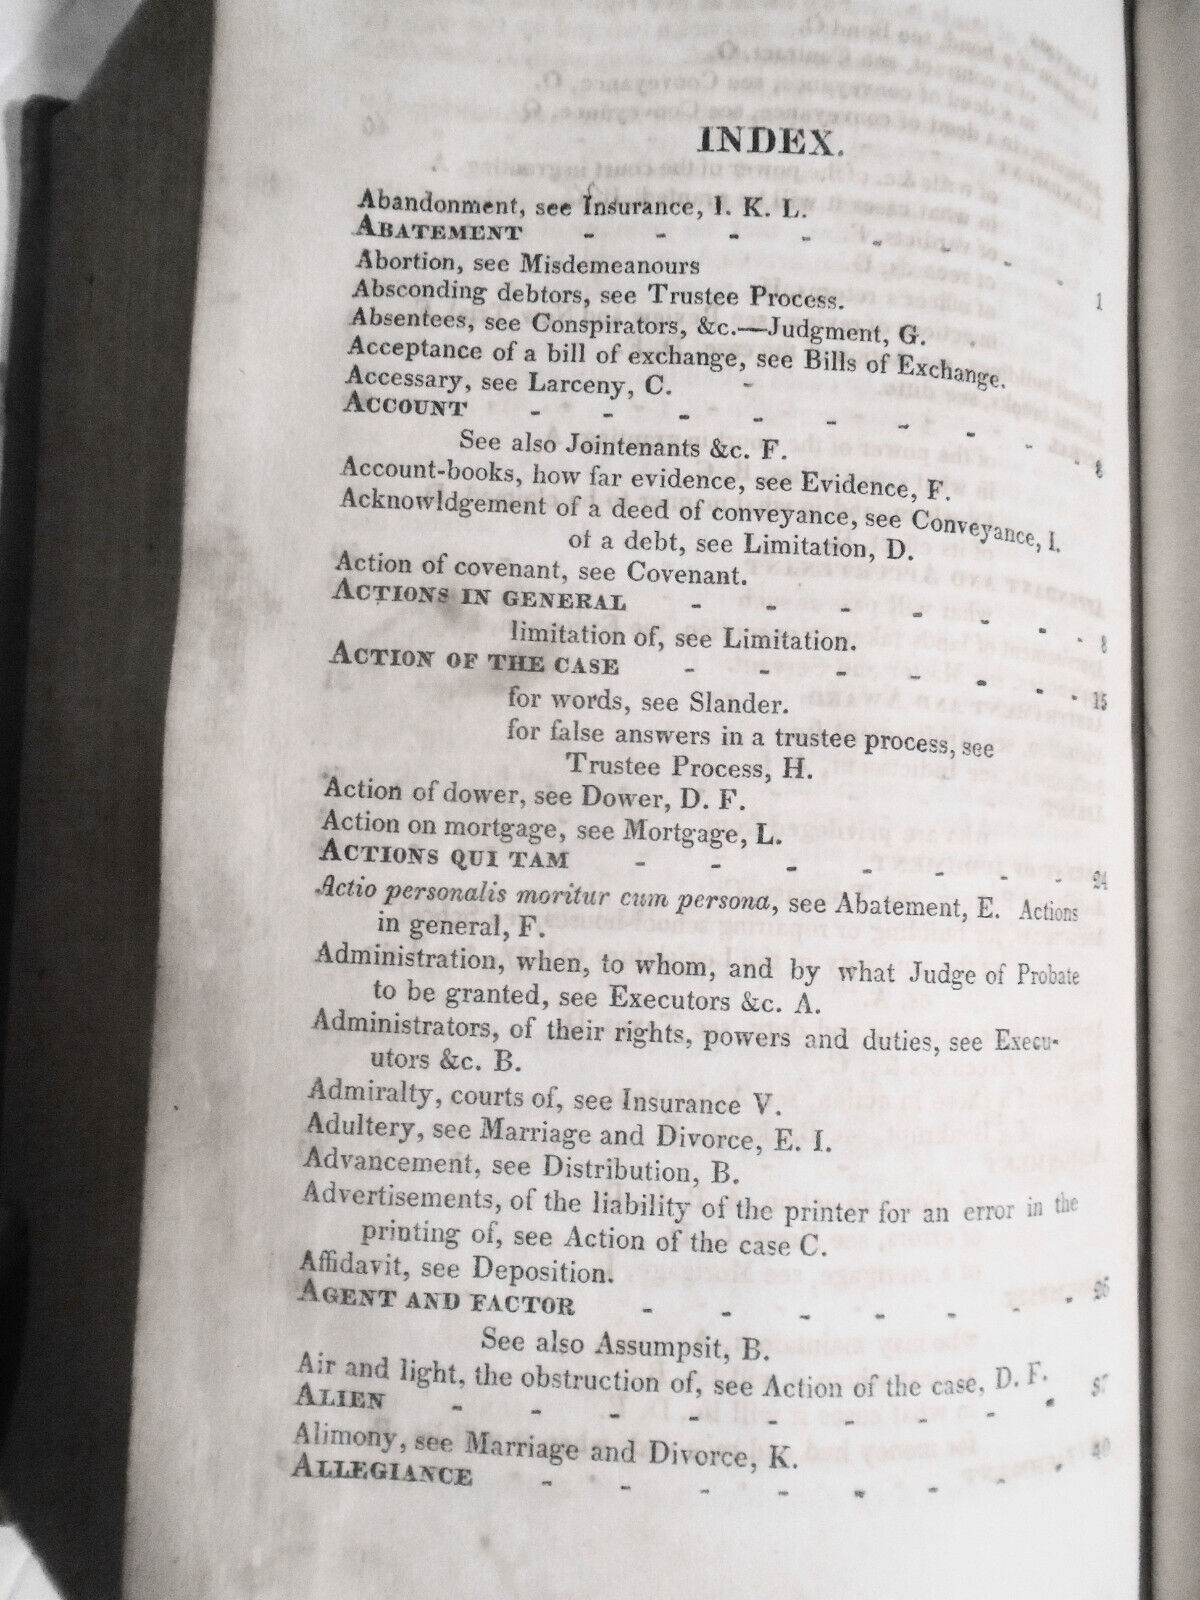 INDEX.
Abandonment, see Insurance, I. K. L.
ABATEMENT - - - - - - - - 1
Abortion, see Misdemeanours
Absconding debtors, see Trustee Process.
Absentees, see Conspirators, &c.—Judgment, G.
Acceptance of a bill of exchange, see Bills of Exchange.
Accessary, see Larceny, C.
ACCOUNT - - - - - - - - 8
See also Jointenants &c. F.
Account-books, how far evidence, see Evidence, F.
Acknowldgement of a deed of conveyance, see Conveyance, I.
of a debt, see Limitation, D.
Action of covenant, see Covenant.
ACTIONS IN GENERAL - - - - - - - 8
limitation of, see Limitation.
ACTION OF THE CASE - - - - - - - 15
for words, see Slander.
for false answers in a trustee process, see
Trustee Process, H.
Action of dower, see Dower, D. F.
Action on mortgage, see Mortgage, L.
ACTIONS QUI TAM - - - - - - - 24
Actio personalis moritur cum persona, see Abatement, E. Actions
in general, F.
Administration, when, to whom, and by what Judge of Probate
to be granted, see Executors &c. A.
Administrators, of their rights, powers and duties, see Execu-
utors &c. B.
Admiralty, courts of, see Insurance V.
Adultery, see Marriage and Divorce, E. I.
Advancement, see Distribution, B.
Advertisements, of the liability of the printer for an error in the
printing of, see Action of the case C.
Affidavit, see Deposition.
AGENT AND FACTOR - - - - - - -
See also Assumpsit, B.
Air and light, the obstruction of, see Action of the case, D. F.
ALIEN - - - - - - - - -
Alimony, see Marriage and Divorce, K.
ALLEGIANCE - - - - - - - - 40